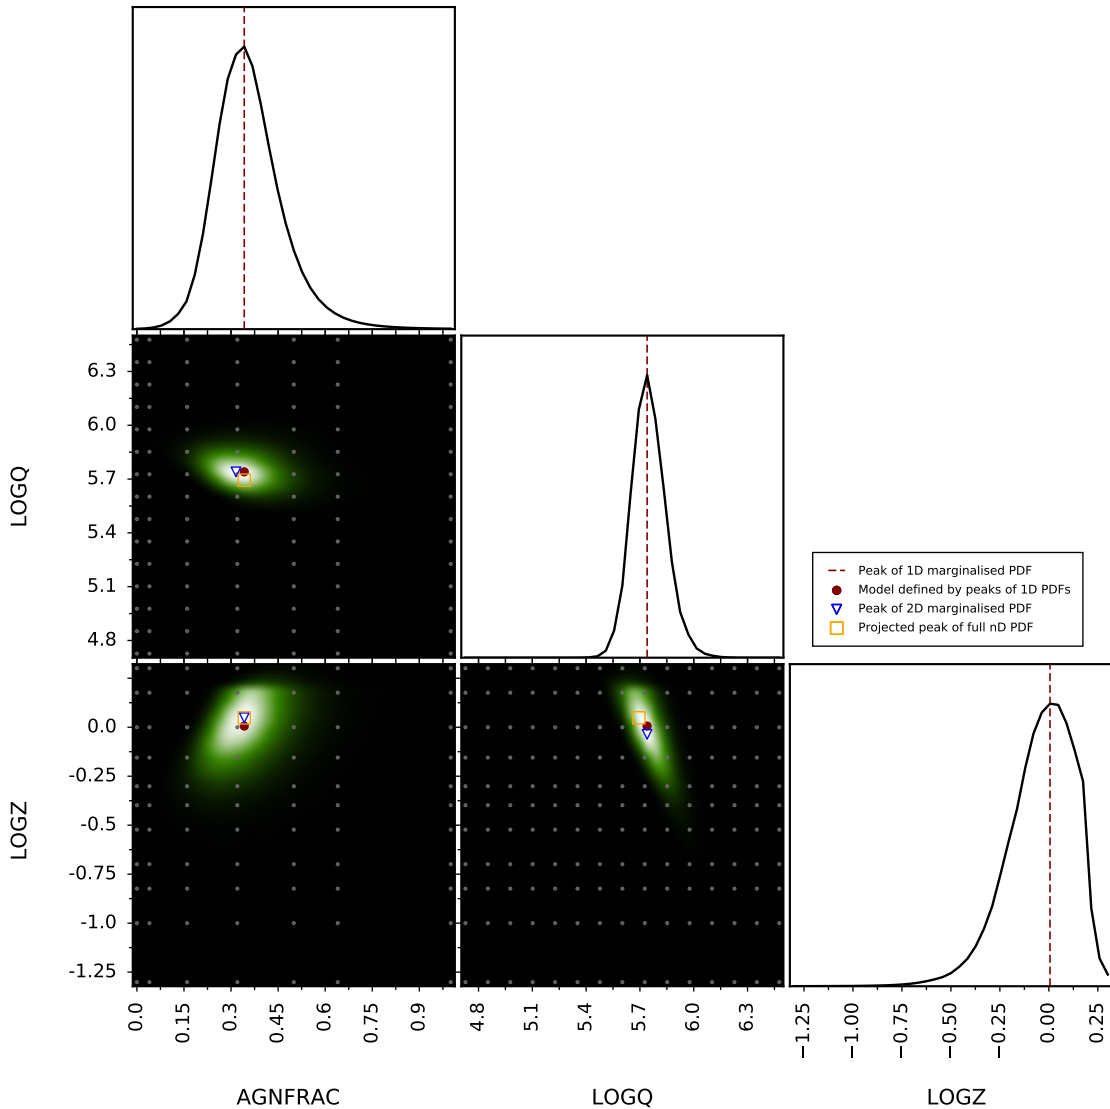 6.3
6.0
5.7
5.4
5.1
4.8
LOGQ
Peak of 1D marginalised PDF
Model defined by peaks of 1D PDFs
Peak of 2D marginalised PDF
Projected peak of full nD PDF
0.0
-0.25
-0.5
-0.75
-1.0
-1.25
LOGZ
0.0 0.15 0.3 0.45 0.6 0.75 0.9
4.8 5.1 5.4 5.7 6.0 6.3
−1.25 −1.00 −0.75 −0.50 −0.25 0.00 0.25
AGNFRAC LOGQ LOGZ